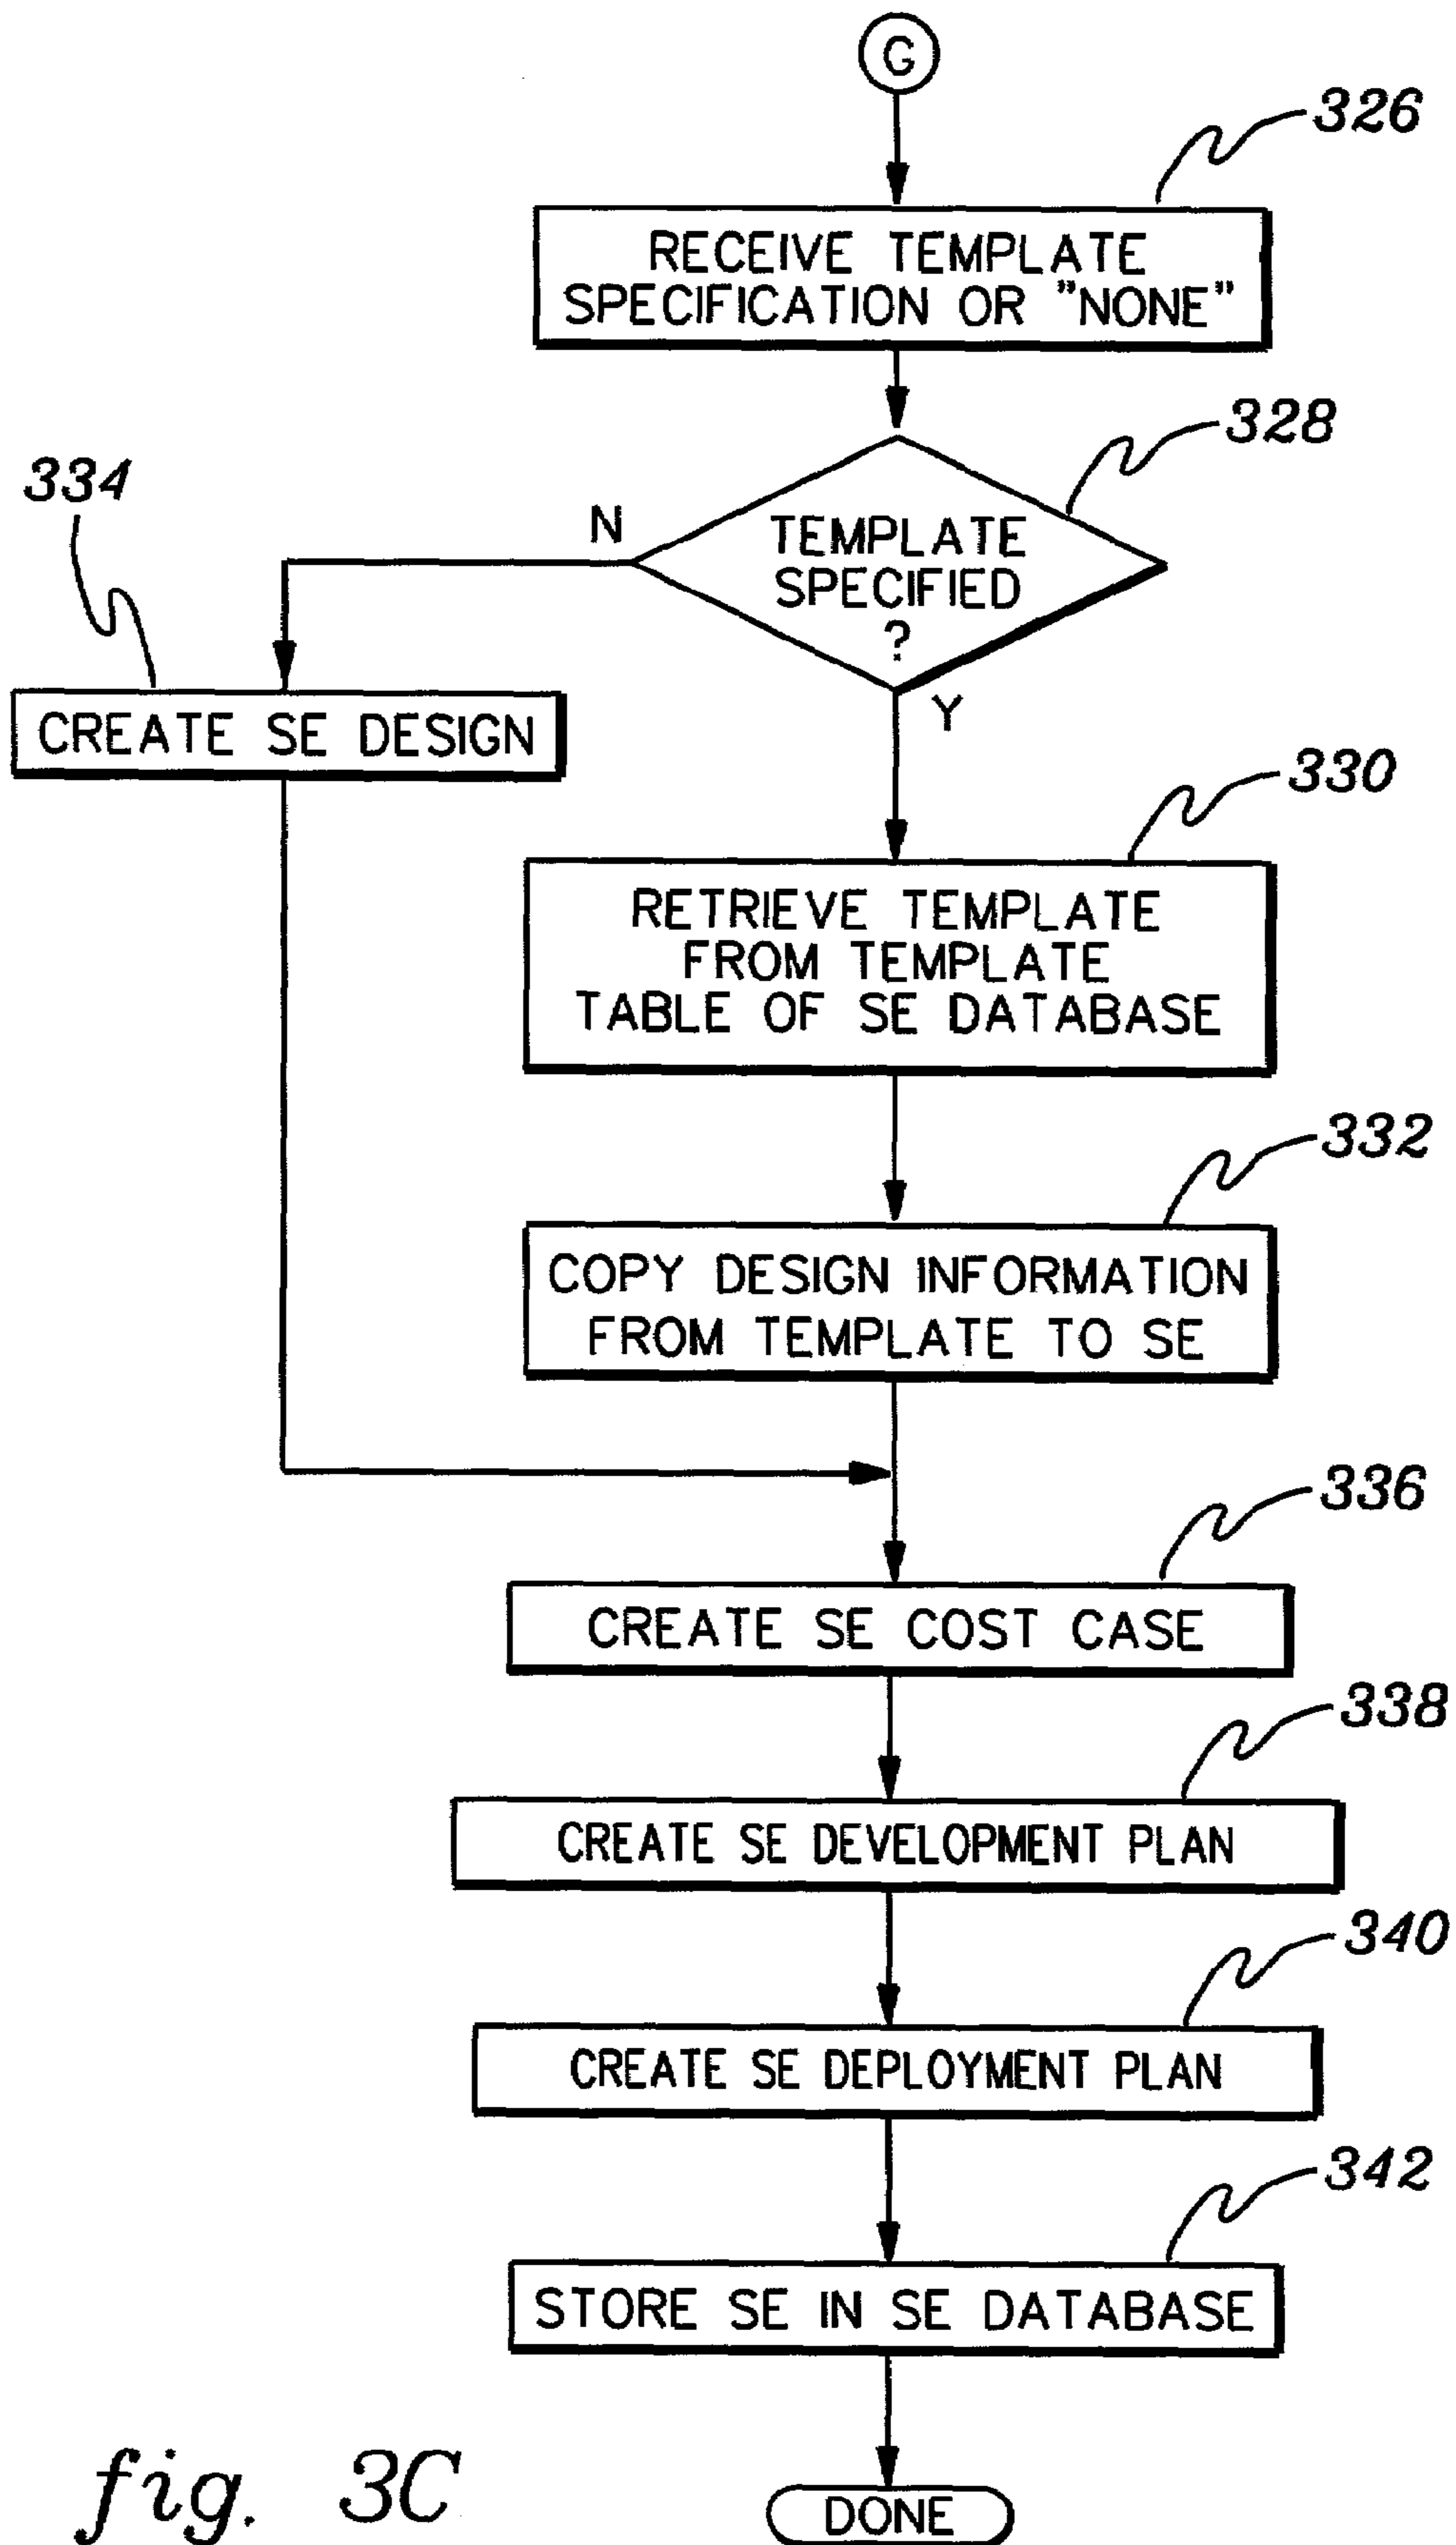 G
326
RECEIVE TEMPLATE
SPECIFICATION OR "NONE"
328
334
N
TEMPLATE
SPECIFIED
?
Y
CREATE SE DESIGN
330
RETRIEVE TEMPLATE
FROM TEMPLATE
TABLE OF SE DATABASE
332
COPY DESIGN INFORMATION
FROM TEMPLATE TO SE
336
CREATE SE COST CASE
338
CREATE SE DEVELOPMENT PLAN
340
CREATE SE DEPLOYMENT PLAN
342
STORE SE IN SE DATABASE
DONE
fig. 3C